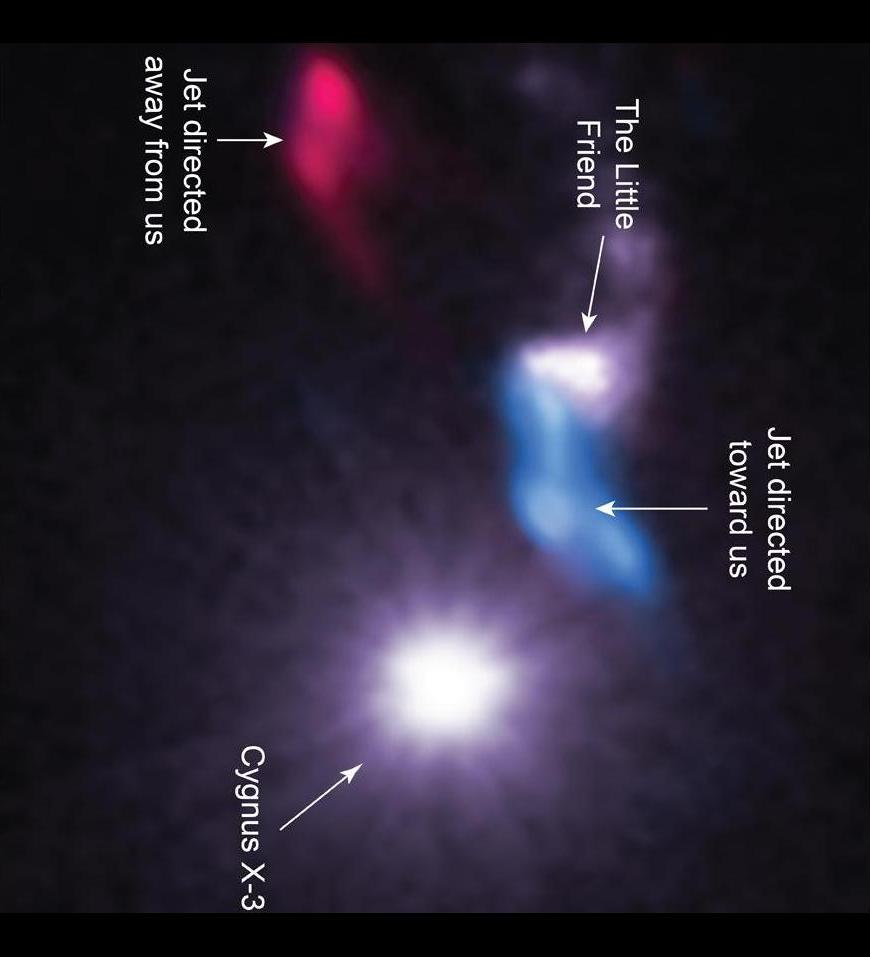 Jet directed
toward us
The Little
Friend
Cygnus X-3
Jet directed
away from us